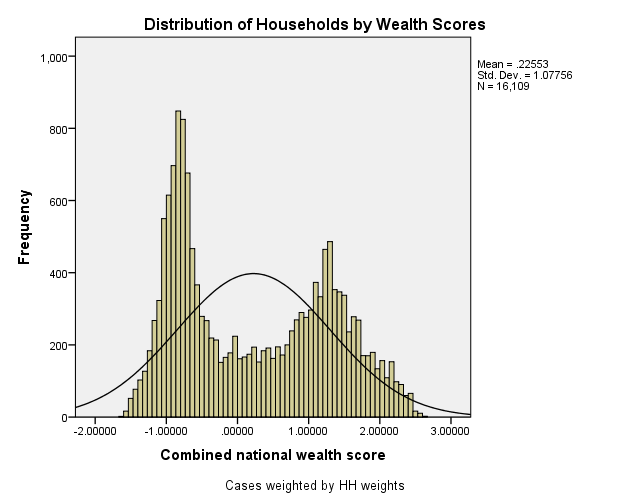 Distribution of Households by Wealth Scores
Mean = .22553
Std. Dev. = 1.07756
N = 16,109
1,000
800
600
400
200
0
Frequency
-2.00000 -1.00000 .00000 1.00000 2.00000 3.00000
Combined national wealth score
Cases weighted by HH weights